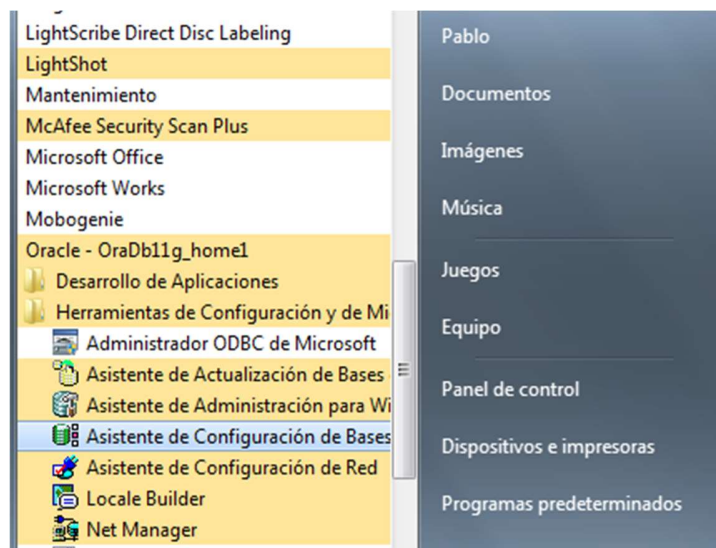 LightScribe Direct Disc Labeling
LightShot
Mantenimiento
McAfee Security Scan Plus
Microsoft Office
Microsoft Works
Mobogenie
Oracle - OraDb11g_home1
Desarrollo de Aplicaciones
Herramientas de Configuración y de Mi
Administrador ODBC de Microsoft
Asistente de Actualización de Bases
Asistente de Administración para Wi
Asistente de Configuración de Bases
Asistente de Configuración de Red
Locale Builder
Net Manager
Pablo
Documentos
Imágenes
Música
Juegos
Equipo
Panel de control
Dispositivos e impresoras
Programas predeterminados